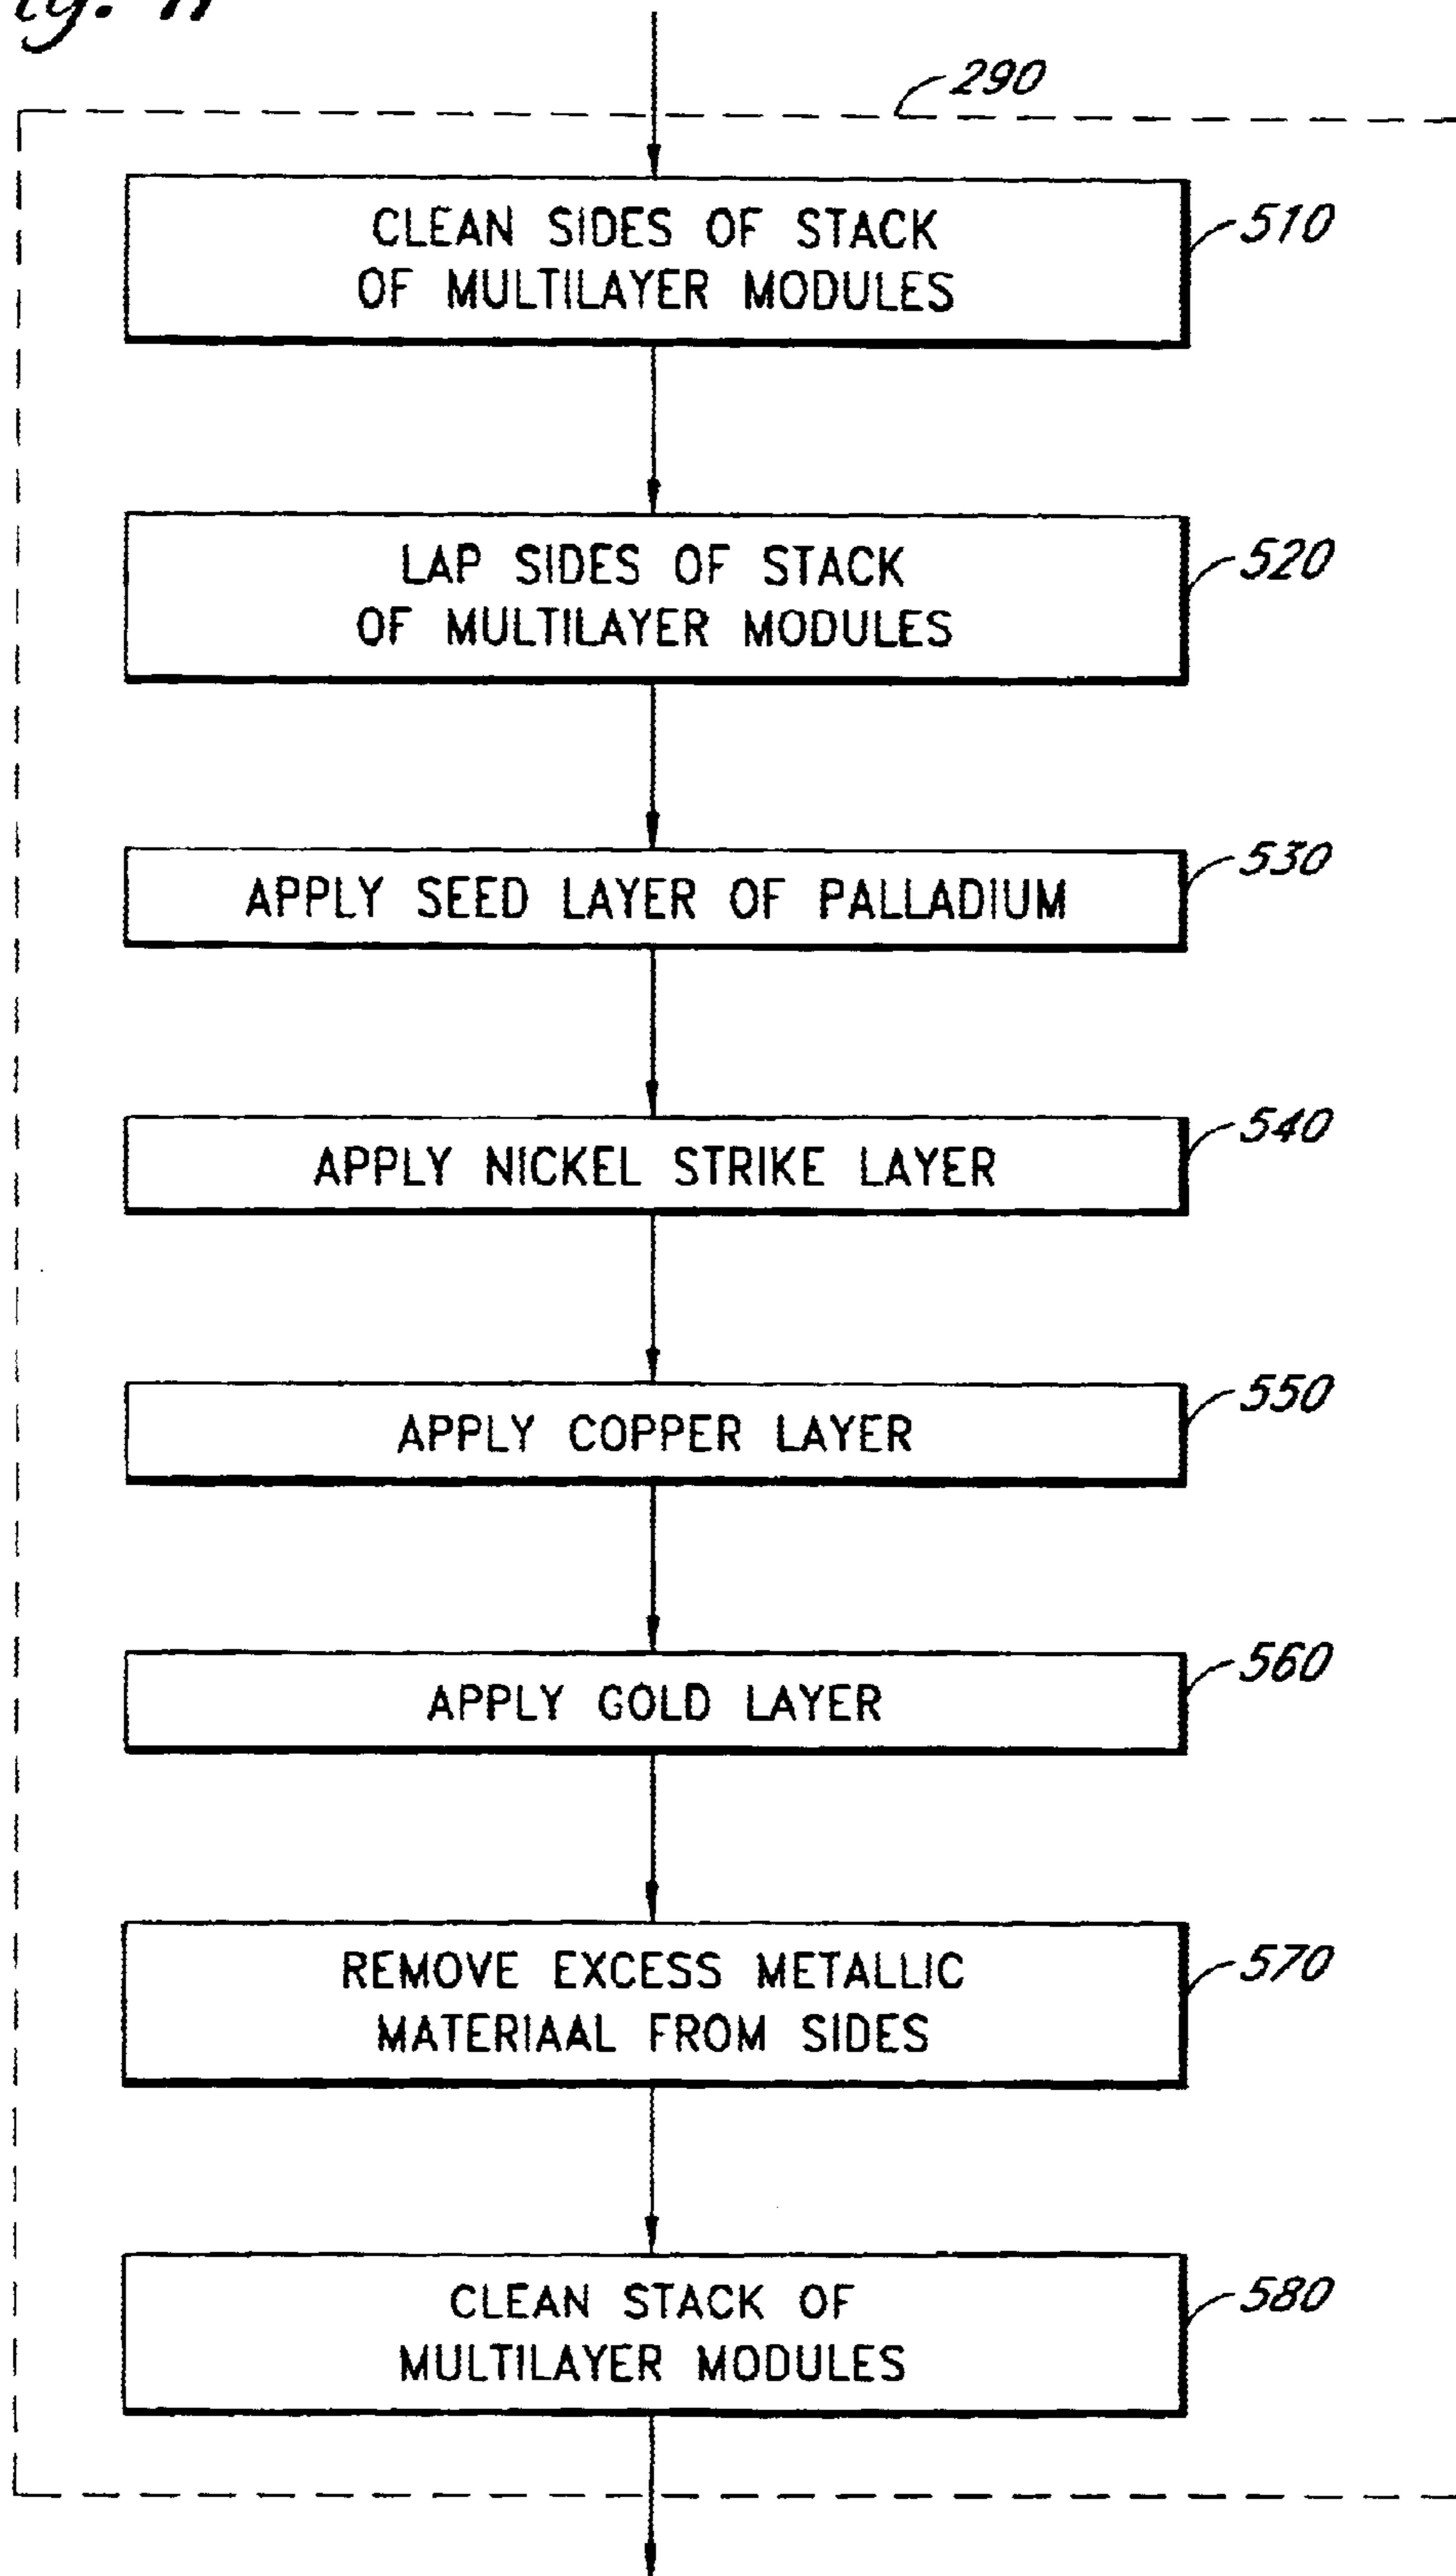 290
CLEAN SIDES OF STACK
OF MULTILAYER MODULES
510
LAP SIDES OF STACK
OF MULTILAYER MODULES
520
APPLY SEED LAYER OF PALLADIUM
530
APPLY NICKEL STRIKE LAYER
540
APPLY COPPER LAYER
550
APPLY GOLD LAYER
560
REMOVE EXCESS METALLIC
MATERIAAL FROM SIDES
570
CLEAN STACK OF
MULTILAYER MODULES
580